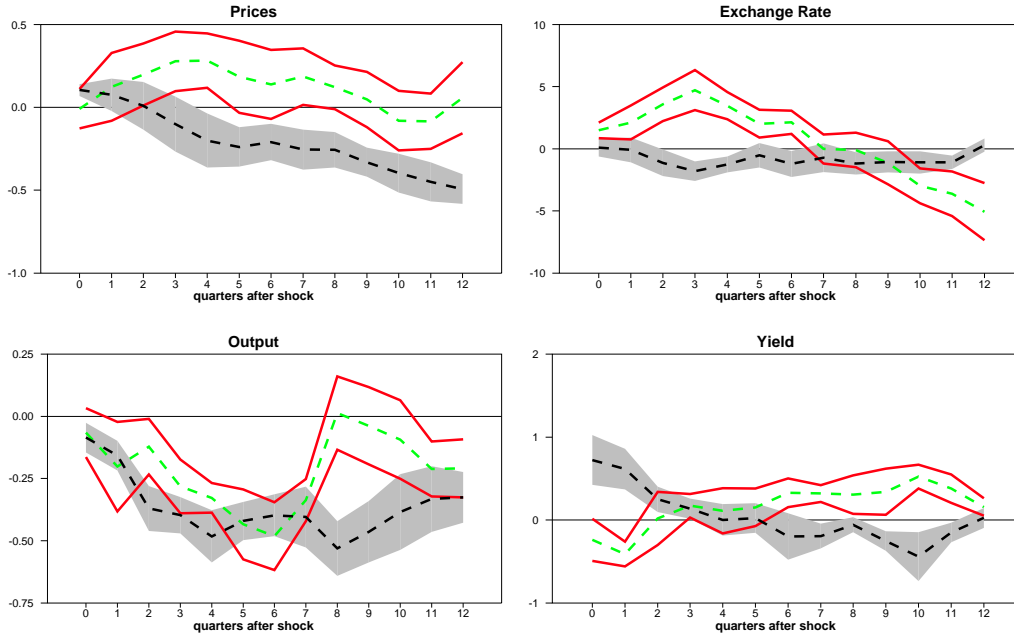 Prices
0.5
0.0
-0.5
-1.0
0 1 2 3 4 5 6 7 8 9 10 11 12
quarters after shock
Exchange Rate
10
5
0
-5
-10
0 1 2 3 4 5 6 7 8 9 10 11 12
quarters after shock
Output
0.25
0.00
-0.25
-0.50
-0.75
0 1 2 3 4 5 6 7 8 9 10 11 12
quarters after shock
Yield
2
1
0
-1
0 1 2 3 4 5 6 7 8 9 10 11 12
quarters after shock